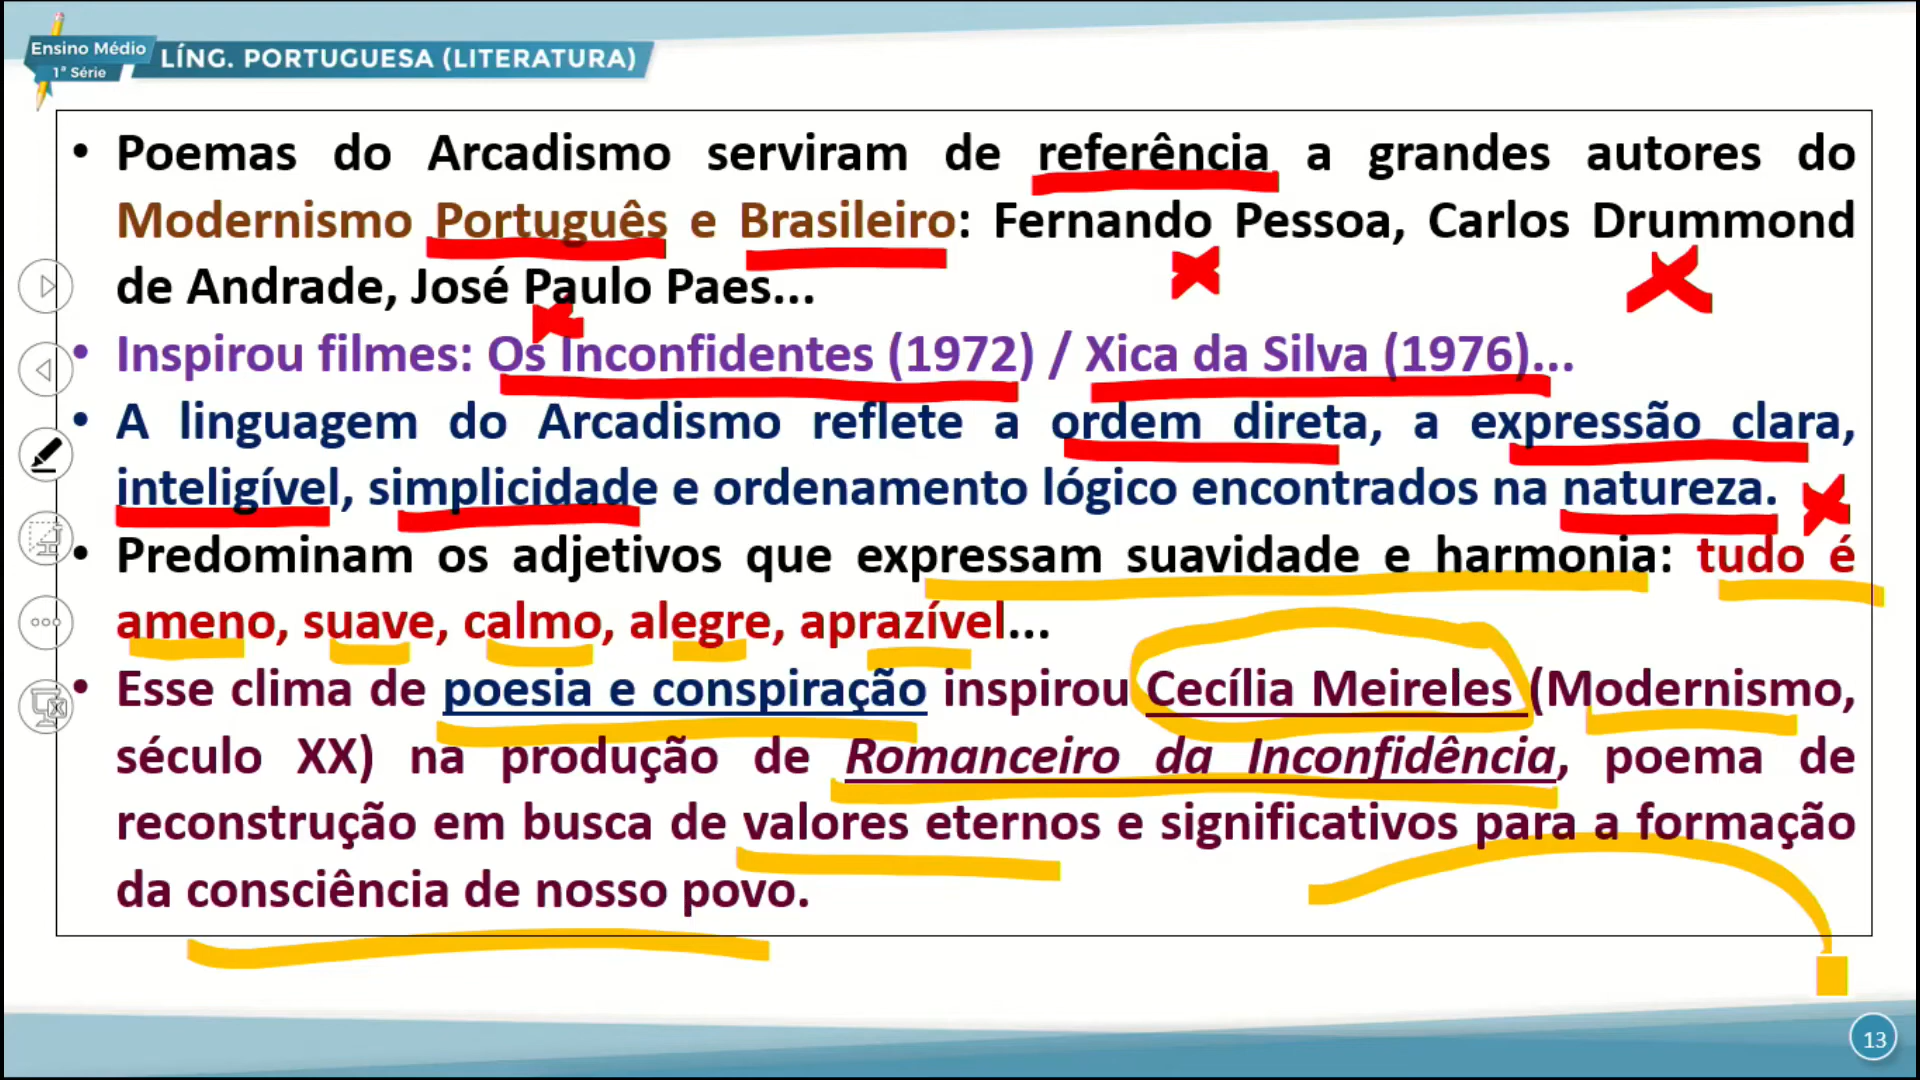 Ensino Médio
1ª Série
LÍNG. PORTUGUESA (LITERATURA)
• Poemas do Arcadismo serviram de referência a grandes autores do
Modernismo Português e Brasileiro: Fernando Pessoa, Carlos Drummond
de Andrade, José Paulo Paes...
• Inspirou filmes: Os Inconfidentes (1972) / Xica da Silva (1976)...
• A linguagem do Arcadismo reflete a ordem direta, a expressão clara,
inteligível, simplicidade e ordenamento lógico encontrados na natureza.
• Predominam os adjetivos que expressam suavidade e harmonia: tudo é
ameno, suave, calmo, alegre, aprazível...
• Esse clima de poesia e conspiração inspirou Cecília Meireles (Modernismo,
século XX) na produção de Romanceiro da Inconfidência, poema de
reconstrução em busca de valores eternos e significativos para a formação
da consciência de nosso povo.
13